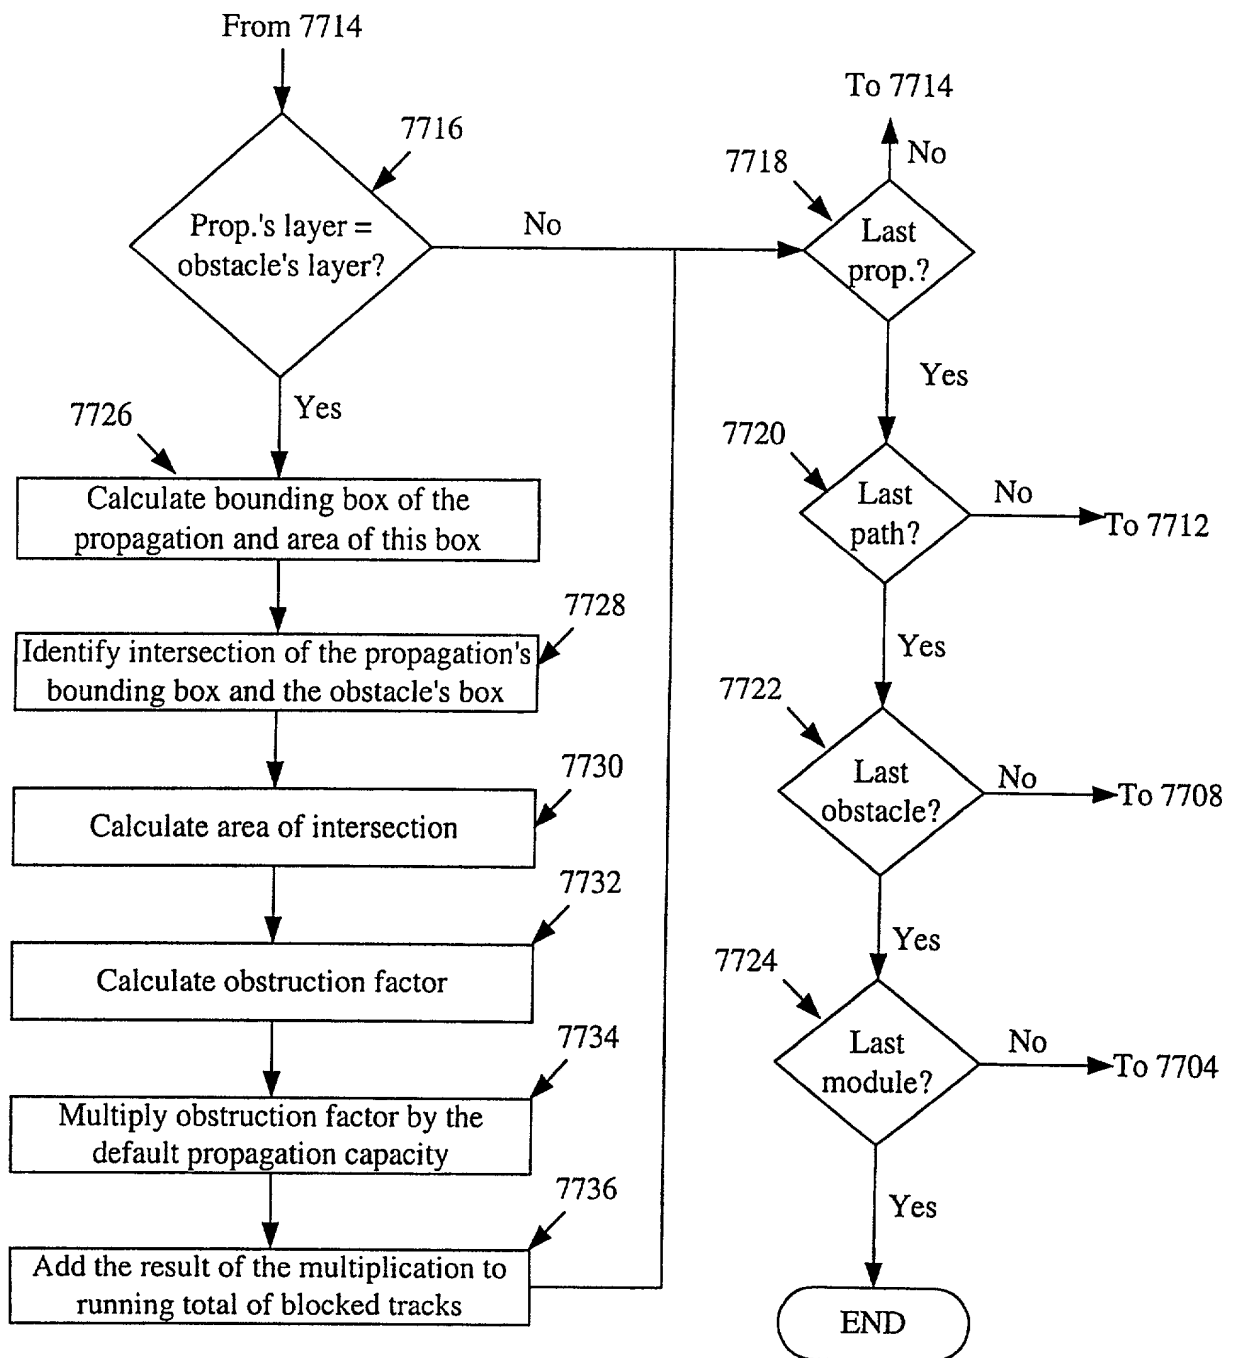 From 7714
7716
Prop.'s layer =
obstacle's layer?
No
Yes
7726
Calculate bounding box of the
propagation and area of this box
7728
Identify intersection of the propagation's
bounding box and the obstacle's box
7730
Calculate area of intersection
7732
Calculate obstruction factor
7734
Multiply obstruction factor by the
default propagation capacity
7736
Add the result of the multiplication to
running total of blocked tracks
To 7714
No
7718
Last
prop.?
Yes
7720
Last
path?
No
To 7712
Yes
7722
Last
obstacle?
No
To 7708
Yes
7724
Last
module?
No
To 7704
Yes
END